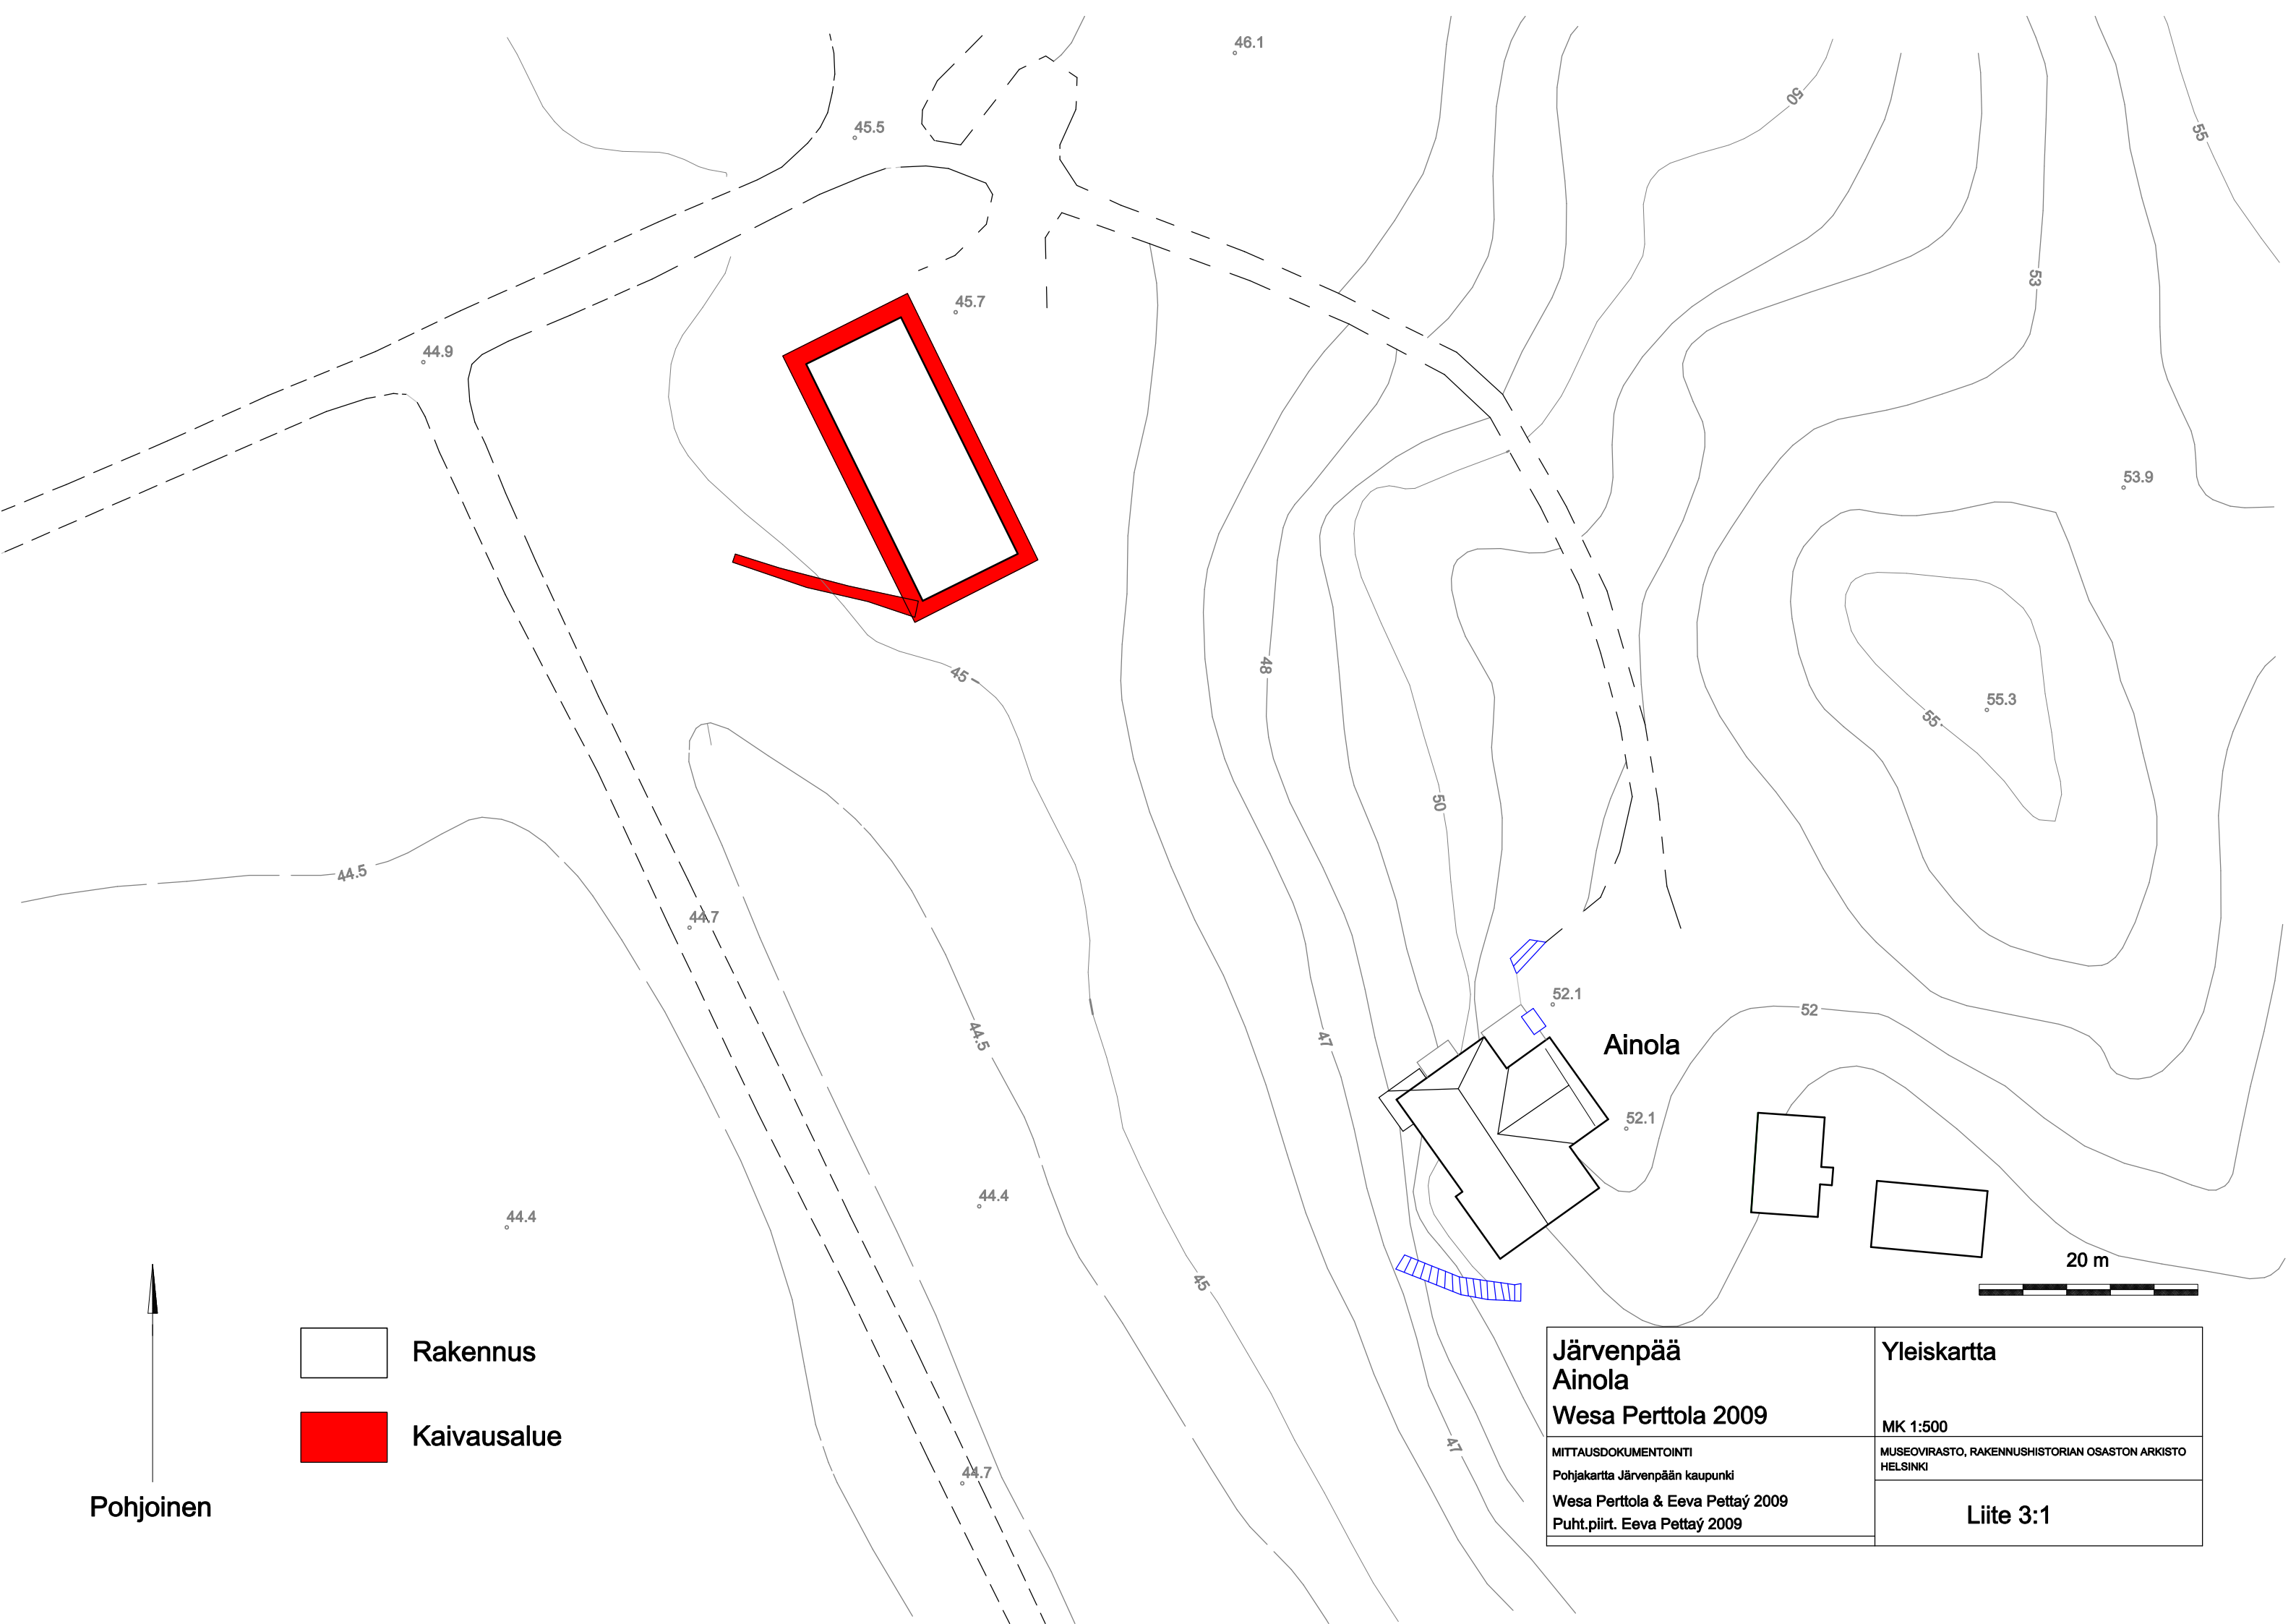 46.1
50
45.5
55
53
45.7
44.9
53.9
48
45
55.3
55
50
44.5
44.7
52.1
52
44.5
47
Ainola
52.1
44.4
44.4
45
20 m
Rakennus
Kaivausalue
47
44.7
Pohjoinen
Järvenpää
Ainola
Wesa Perttola 2009
Yleiskartta
MK 1:500
MITTAUSDOKUMENTOINTI
Pohjakartta Järvenpään kaupunki
Wesa Perttola & Eeva Pettaý 2009
Puht.piirt. Eeva Pettaý 2009
MUSEOVIRASTO, RAKENNUSHISTORIAN OSASTON ARKISTO
HELSINKI
Liite 3:1